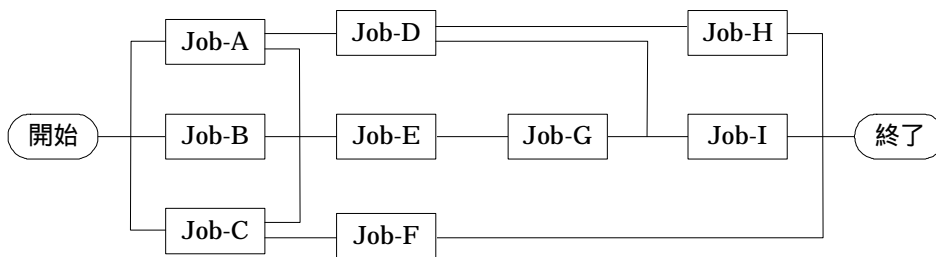 Job-A
Job-D
Job-H
開始
Job-B
Job-E
Job-G
Job-I
終了
Job-C
Job-F